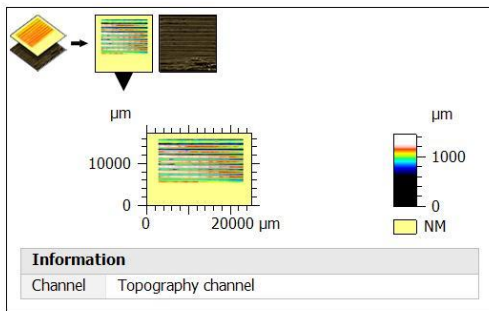 µm
10000
0
0
20000 µm
µm
1000
0
NM
Information
Channel Topography channel